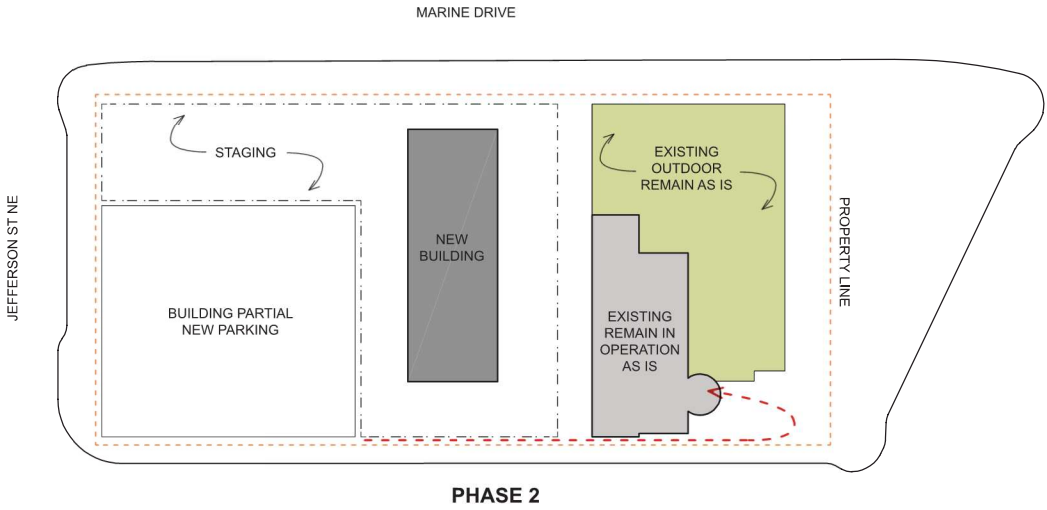 MARINE DRIVE
JEFFERSON ST NE
STAGING
BUILDING PARTIAL
NEW PARKING
NEW
BUILDING
EXISTING
OUTDOOR
REMAIN AS IS
EXISTING
REMAIN IN
OPERATION
AS IS
PROPERTY LINE
PHASE 2